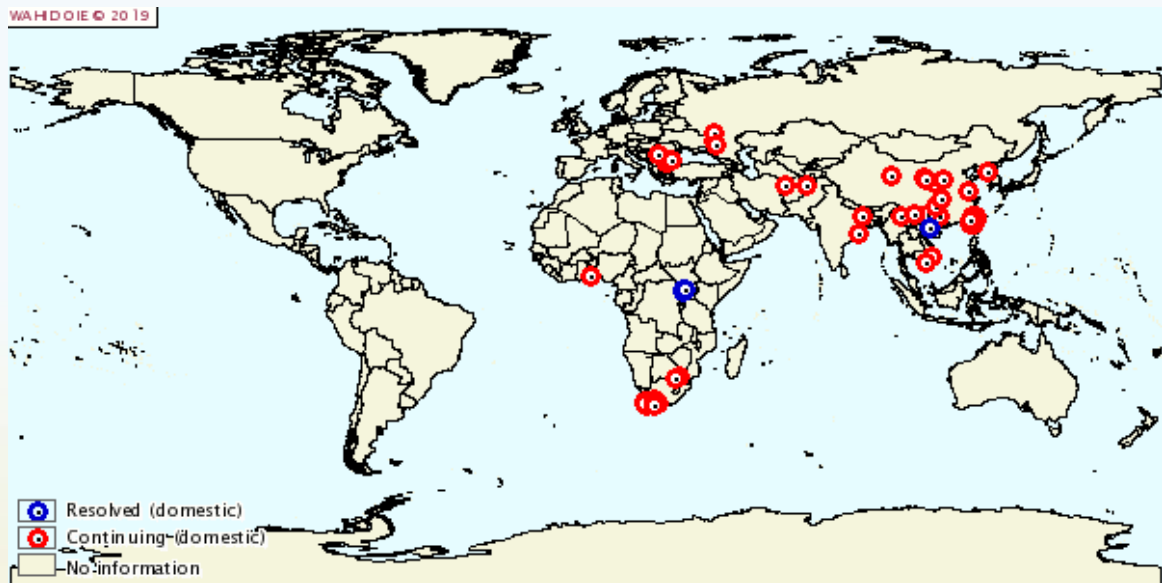 WAHIDOIE © 2019
Resolved (domestic)
Continuing (domestic)
No information